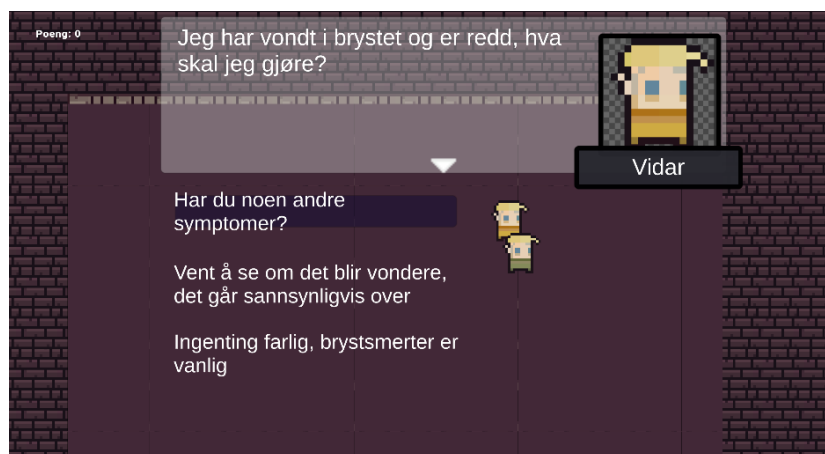 Poeng: 0
Jeg har vondt i brystet og er redd, hva
skal jeg gjøre?
Vidar
Har du noen andre
symptomer?
Vent å se om det blir vondere,
det går sannsynligvis over
Ingenting farlig, brystsmerter er
vanlig